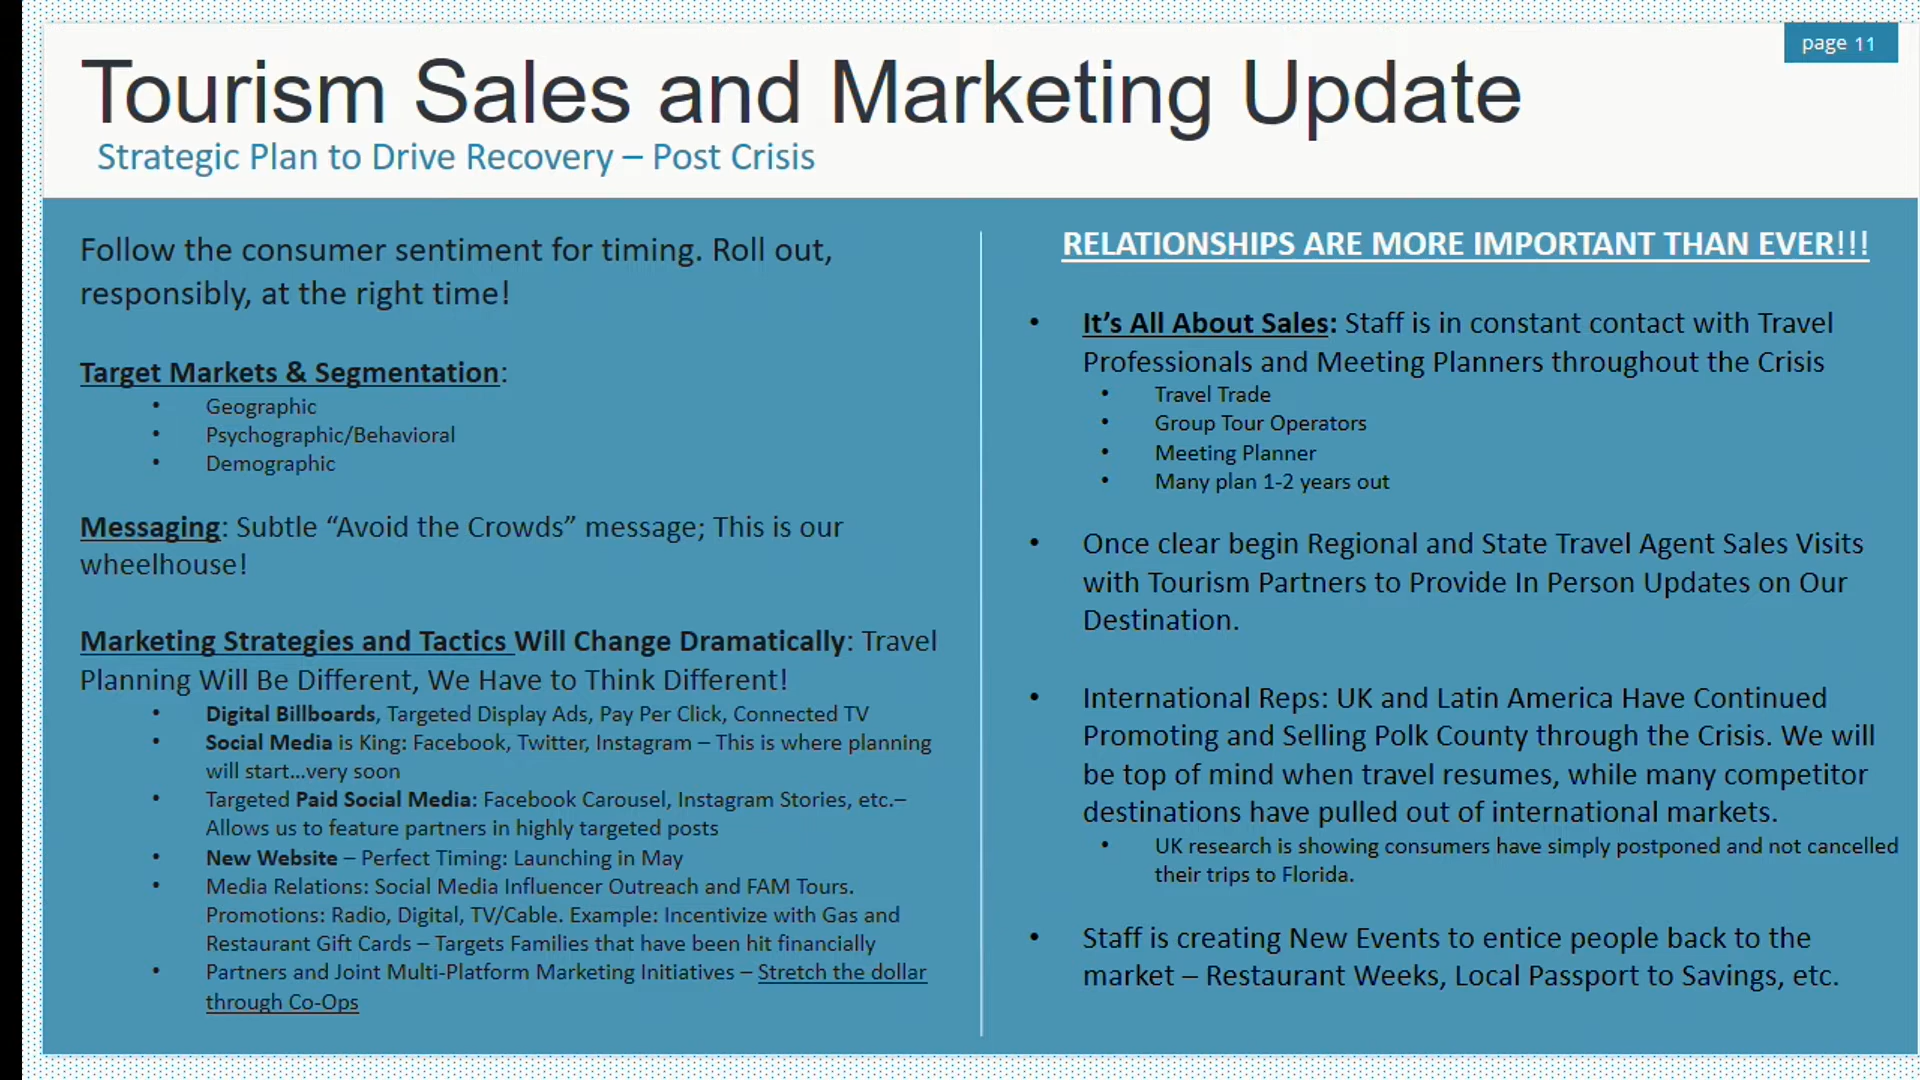 page 11
Tourism Sales and Marketing Update
Strategic Plan to Drive Recovery – Post Crisis
Follow the consumer sentiment for timing. Roll out,
responsibly, at the right time!
Target Markets & Segmentation:
• Geographic
• Psychographic/Behavioral
• Demographic
Messaging: Subtle “Avoid the Crowds” message; This is our
wheelhouse!
Marketing Strategies and Tactics Will Change Dramatically: Travel
Planning Will Be Different, We Have to Think Different!
• Digital Billboards, Targeted Display Ads, Pay Per Click, Connected TV
• Social Media is King: Facebook, Twitter, Instagram – This is where planning
will start…very soon
• Targeted Paid Social Media: Facebook Carousel, Instagram Stories, etc.–
Allows us to feature partners in highly targeted posts
• New Website – Perfect Timing: Launching in May
• Media Relations: Social Media Influencer Outreach and FAM Tours.
Promotions: Radio, Digital, TV/Cable. Example: Incentivize with Gas and
Restaurant Gift Cards – Targets Families that have been hit financially
• Partners and Joint Multi-Platform Marketing Initiatives – Stretch the dollar
through Co-Ops
RELATIONSHIPS ARE MORE IMPORTANT THAN EVER!!!
• It’s All About Sales: Staff is in constant contact with Travel
Professionals and Meeting Planners throughout the Crisis
• Travel Trade
• Group Tour Operators
• Meeting Planner
• Many plan 1-2 years out
• Once clear begin Regional and State Travel Agent Sales Visits
with Tourism Partners to Provide In Person Updates on Our
Destination.
• International Reps: UK and Latin America Have Continued
Promoting and Selling Polk County through the Crisis. We will
be top of mind when travel resumes, while many competitor
destinations have pulled out of international markets.
• UK research is showing consumers have simply postponed and not cancelled
their trips to Florida.
• Staff is creating New Events to entice people back to the
market – Restaurant Weeks, Local Passport to Savings, etc.